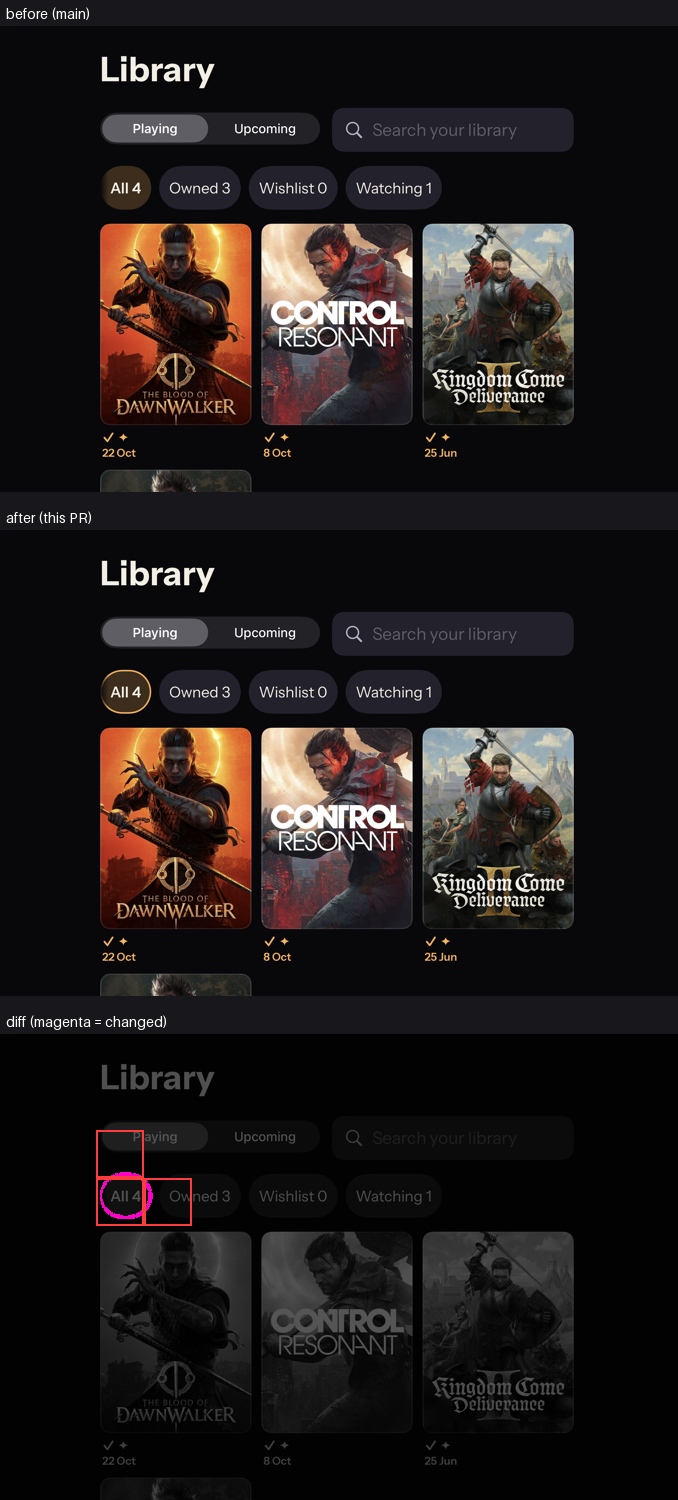 before (main)
Library
Playing Upcoming Search your library
All 4 Owned 3 Wishlist 0 Watching 1
THE BLOOD OF
DAWNWALKER
CONTROL
RESONANT
Kingdom Come
II
Deliverance
22 Oct 8 Oct 25 Jun
after (this PR)
Library
Playing Upcoming Search your library
All 4 Owned 3 Wishlist 0 Watching 1
THE BLOOD OF
DAWNWALKER
CONTROL
RESONANT
Kingdom Come
II
Deliverance
22 Oct 8 Oct 25 Jun
diff (magenta = changed)
Library
Playing Upcoming Search your library
All 4 Owned 3 Wishlist 0 Watching 1
THE BLOOD OF
DAWNWALKER
CONTROL
RESONANT
Kingdom Come
II
Deliverance
22 Oct 8 Oct 25 Jun